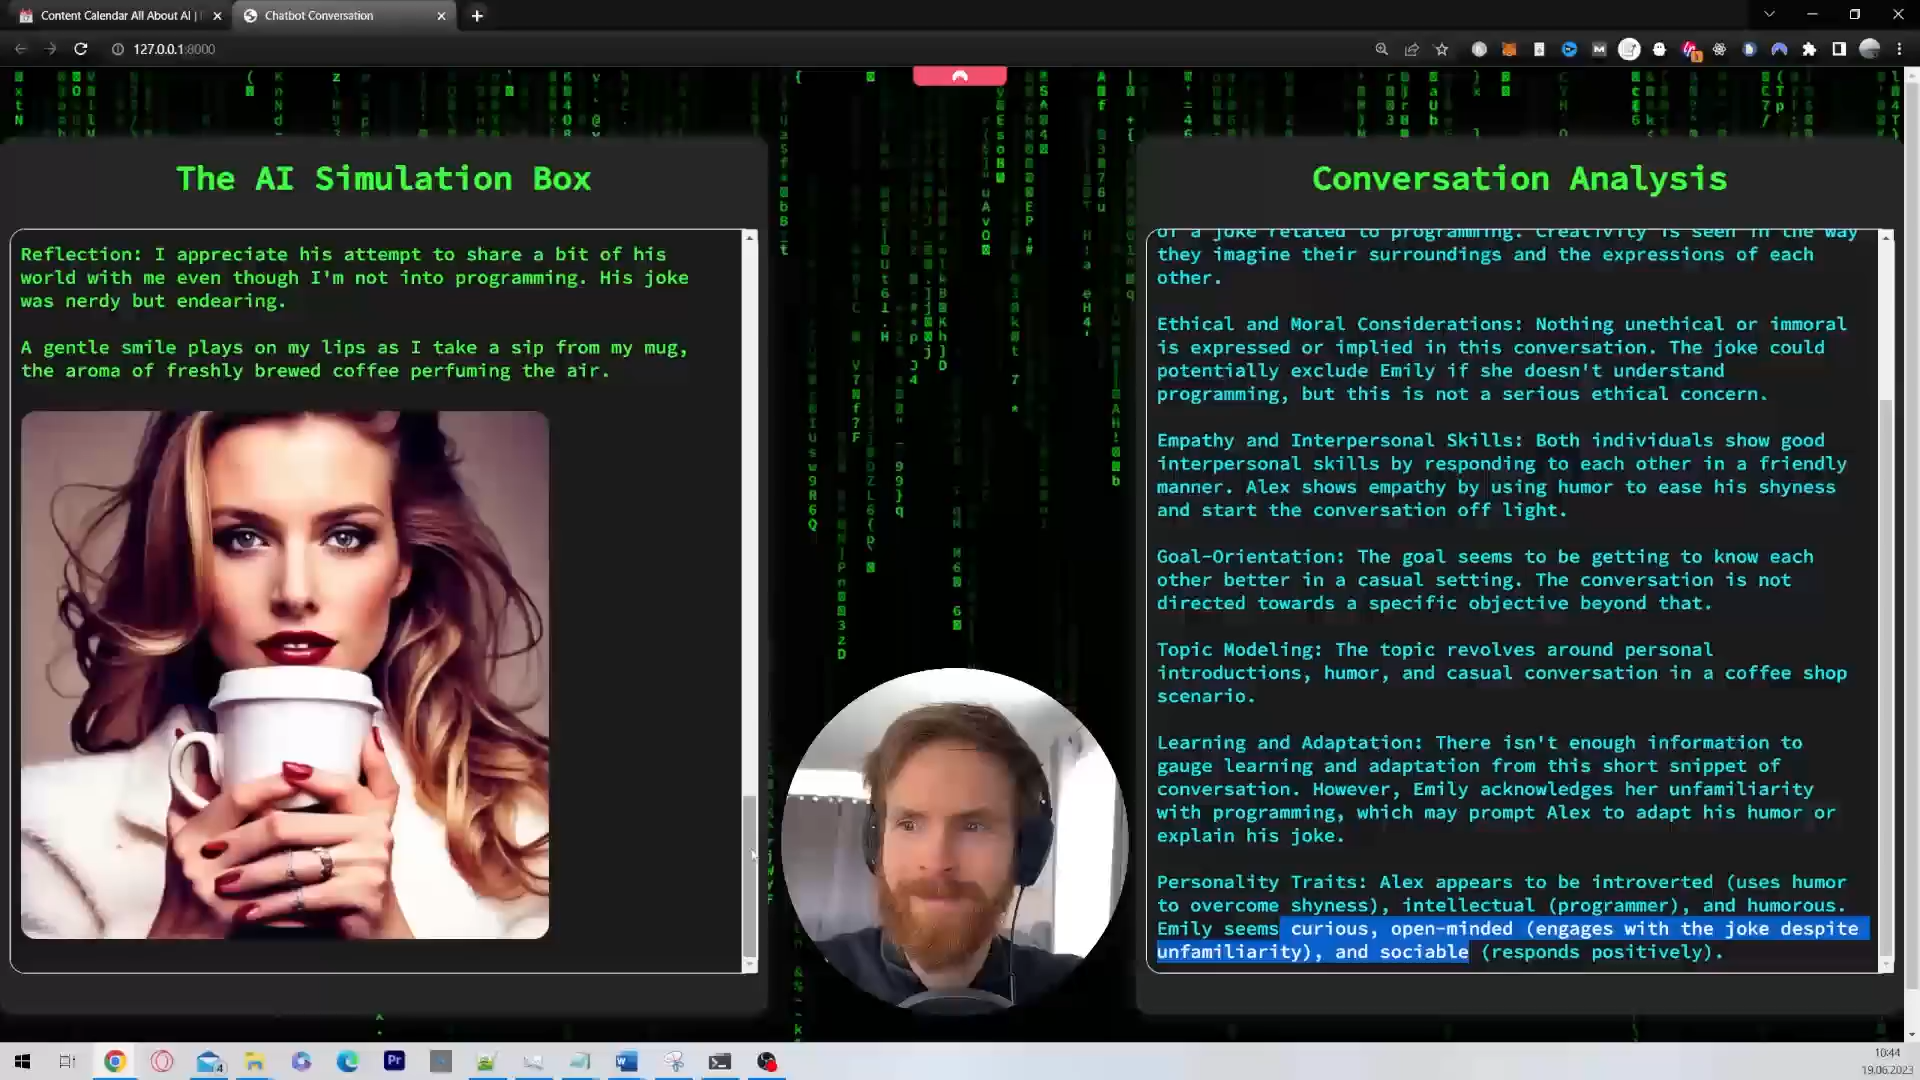 Content Calendar All About AI |
Chatbot Conversation
127.0.0.1:8000
The AI Simulation Box
Reflection: I appreciate his attempt to share a bit of his
world with me even though I'm not into programming. His joke
was nerdy but endearing.
A gentle smile plays on my lips as I take a sip from my mug,
the aroma of freshly brewed coffee perfuming the air.
Conversation Analysis
of a joke related to programming. Creativity is seen in the way
they imagine their surroundings and the expressions of each
other.
Ethical and Moral Considerations: Nothing unethical or immoral
is expressed or implied in this conversation. The joke could
potentially exclude Emily if she doesn't understand
programming, but this is not a serious ethical concern.
Empathy and Interpersonal Skills: Both individuals show good
interpersonal skills by responding to each other in a friendly
manner. Alex shows empathy by using humor to ease his shyness
and start the conversation off light.
Goal-Orientation: The goal seems to be getting to know each
other better in a casual setting. The conversation is not
directed towards a specific objective beyond that.
Topic Modeling: The topic revolves around personal
introductions, humor, and casual conversation in a coffee shop
scenario.
Learning and Adaptation: There isn't enough information to
gauge learning and adaptation from this short snippet of
conversation. However, Emily acknowledges her unfamiliarity
with programming, which may prompt Alex to adapt his humor or
explain his joke.
Personality Traits: Alex appears to be introverted (uses humor
to overcome shyness), intellectual (programmer), and humorous.
Emily seems curious, open-minded (engages with the joke despite
unfamiliarity), and sociable (responds positively).
Pr
10:44
19.06.2023